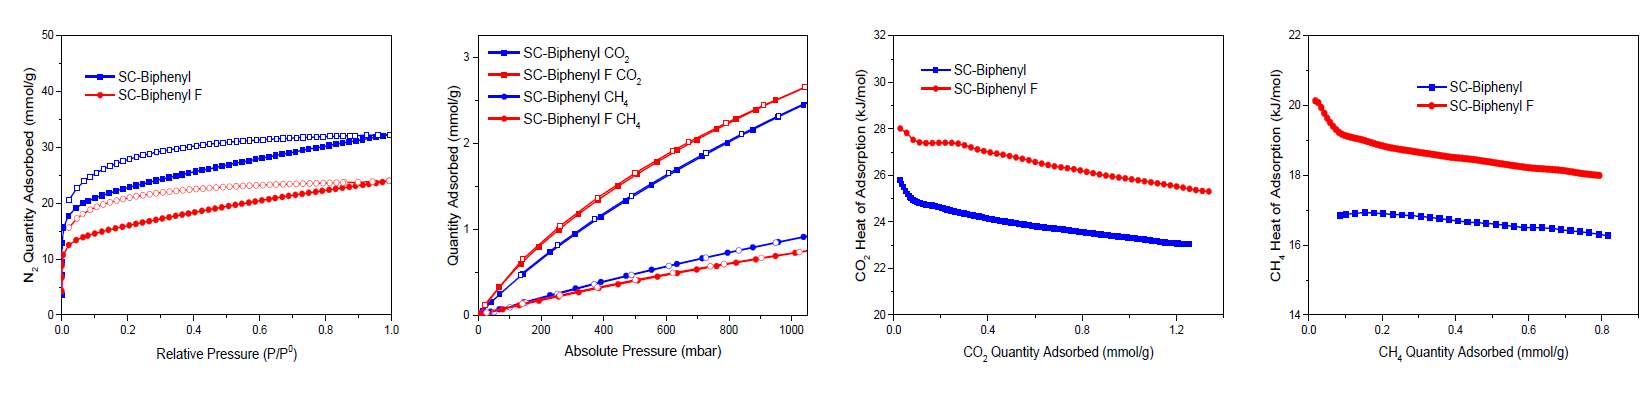 50
40
30
20
10
0
0.0 0.2 0.4 0.6 0.8 1.0
N2 Quantity Adsorboed (mmol/g)
Relative Pressure (P/P0)
SC-Biphenyl
SC-Biphenyl F
3
2
1
0
0 200 400 600 800 1000
Quantity Adsorbed (mmol/g)
Absolute Pressure (mbar)
SC-Biphenyl CO2
SC-Biphenyl F CO2
SC-Biphenyl CH4
SC-Biphenyl F CH4
32
30
28
26
24
22
20
0.0 0.4 0.8 1.2
CO2 Heat of Adsorption (kJ/mol)
CO2 Quantity Adsorbed (mmol/g)
SC-Biphenyl
SC-Biphenyl F
22
20
18
16
14
0.0 0.2 0.4 0.6 0.8
CH4 Heat of Adsorption (kJ/mol)
CH4 Quantity Adsorbed (mmol/g)
SC-Biphenyl
SC-Biphenyl F